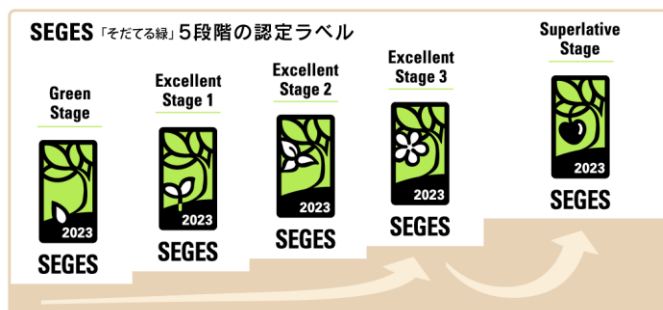 SEGES 「そだてる緑」5段階の認定ラベル
Green
Stage
2023
SEGES
Excellent
Stage 1
2023
SEGES
Excellent
Stage 2
2023
SEGES
Excellent
Stage 3
2023
SEGES
Superlative
Stage
2023
SEGES